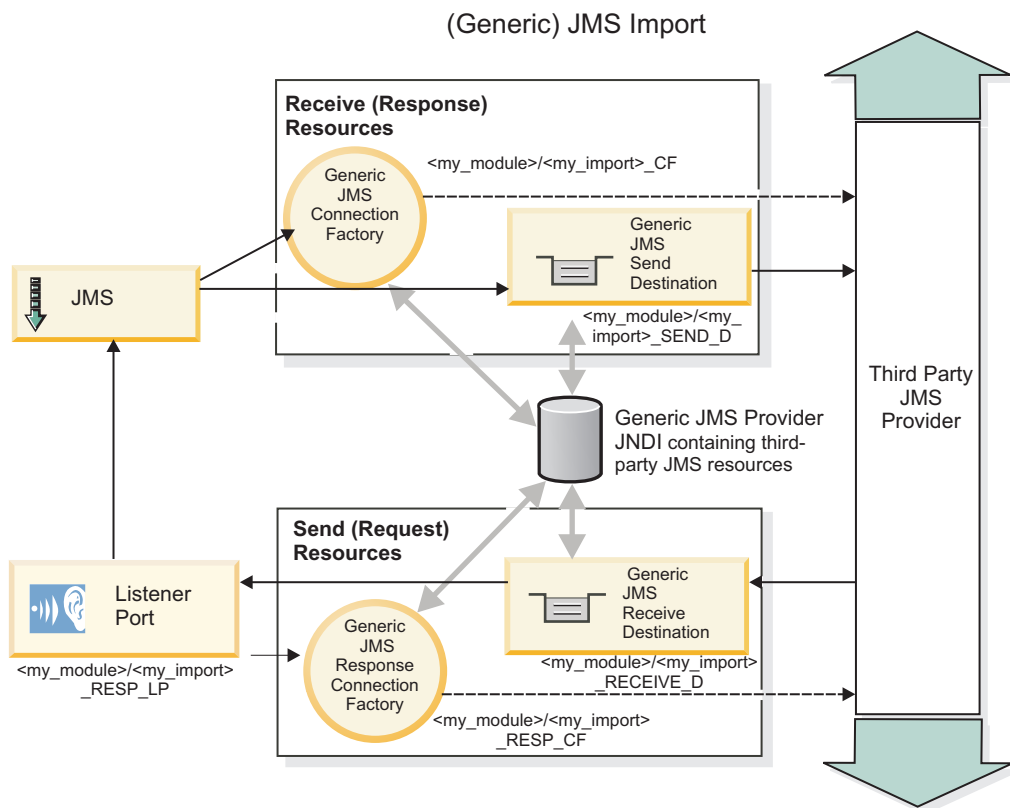 (Generic) JMS Import
Receive (Response)
Resources
<my_module>/<my_import>_CF
Generic
JMS
Connection
Factory
Generic
JMS
Send
Destination
JMS
<my_module>/<my_
import>_SEND_D
Third Party
JMS
Provider
Generic JMS Provider
JNDI containing third-
party JMS resources
Send (Request)
Resources
Listener
Port
Generic
JMS
Receive
Destination
Generic
JMS
Response
Connection
Factory
<my_module>/<my_import>
_RESP_LP
<my_module>/<my_import>
_RECEIVE_D
<my_module>/<my_import>
_RESP_CF